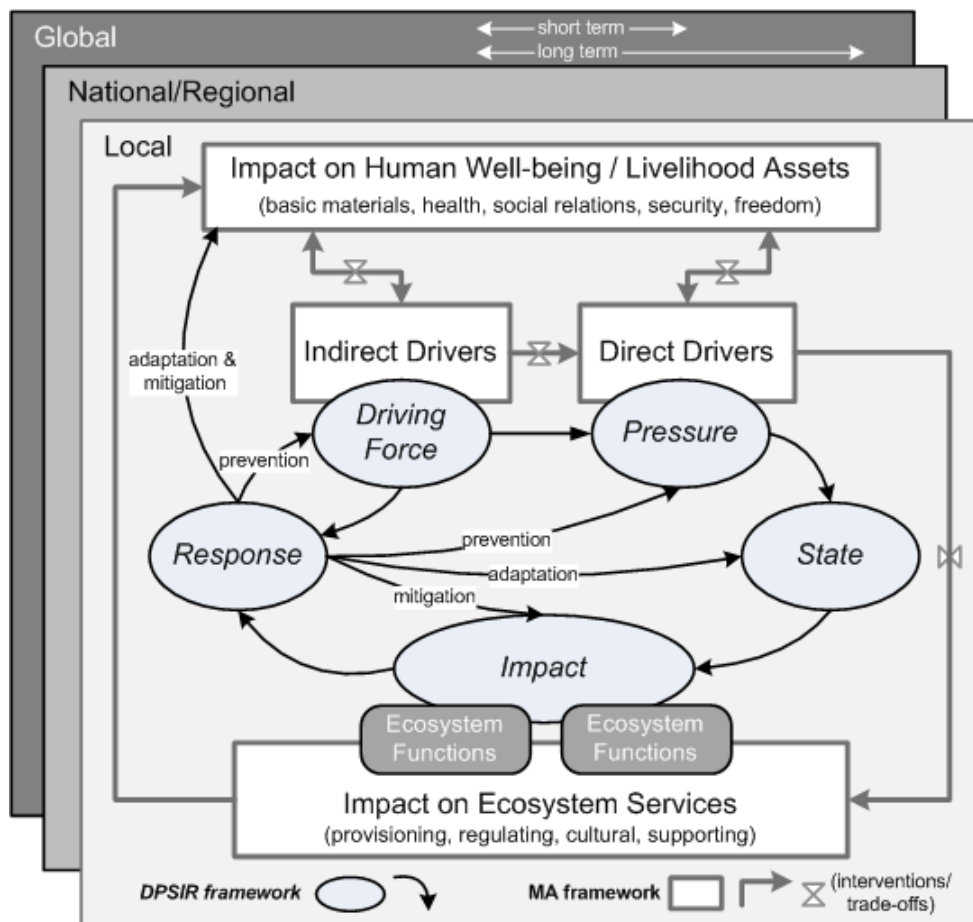 Global
short term
long term
National/Regional
Local
Impact on Human Well-being / Livelihood Assets
(basic materials, health, social relations, security, freedom)
Indirect Drivers
Direct Drivers
adaptation &
mitigation
Driving
Force
Pressure
prevention
Response
prevention
State
adaptation
mitigation
Impact
Ecosystem
Functions
Ecosystem
Functions
Impact on Ecosystem Services
(provisioning, regulating, cultural, supporting)
DPSIR framework
MA framework
(interventions/
trade-offs)